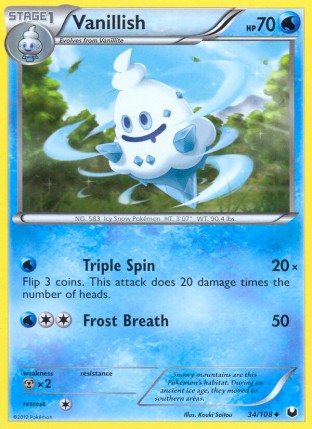 STAGE1
Vanillish
HP70
Evolves from Vanillite
NO. 583 Icy Snow Pokémon HT. 3'07" WT. 90.4 lbs.
Triple Spin 20×
Flip 3 coins. This attack does 20 damage times the
number of heads.
Frost Breath 50
weakness
resistance
×2
retreat
Snowy mountains are this
Pokémon's habitat. During an
ancient ice age, they moved to
southern areas.
©2012 Pokémon
Illus. Kouki Saitou
34/108